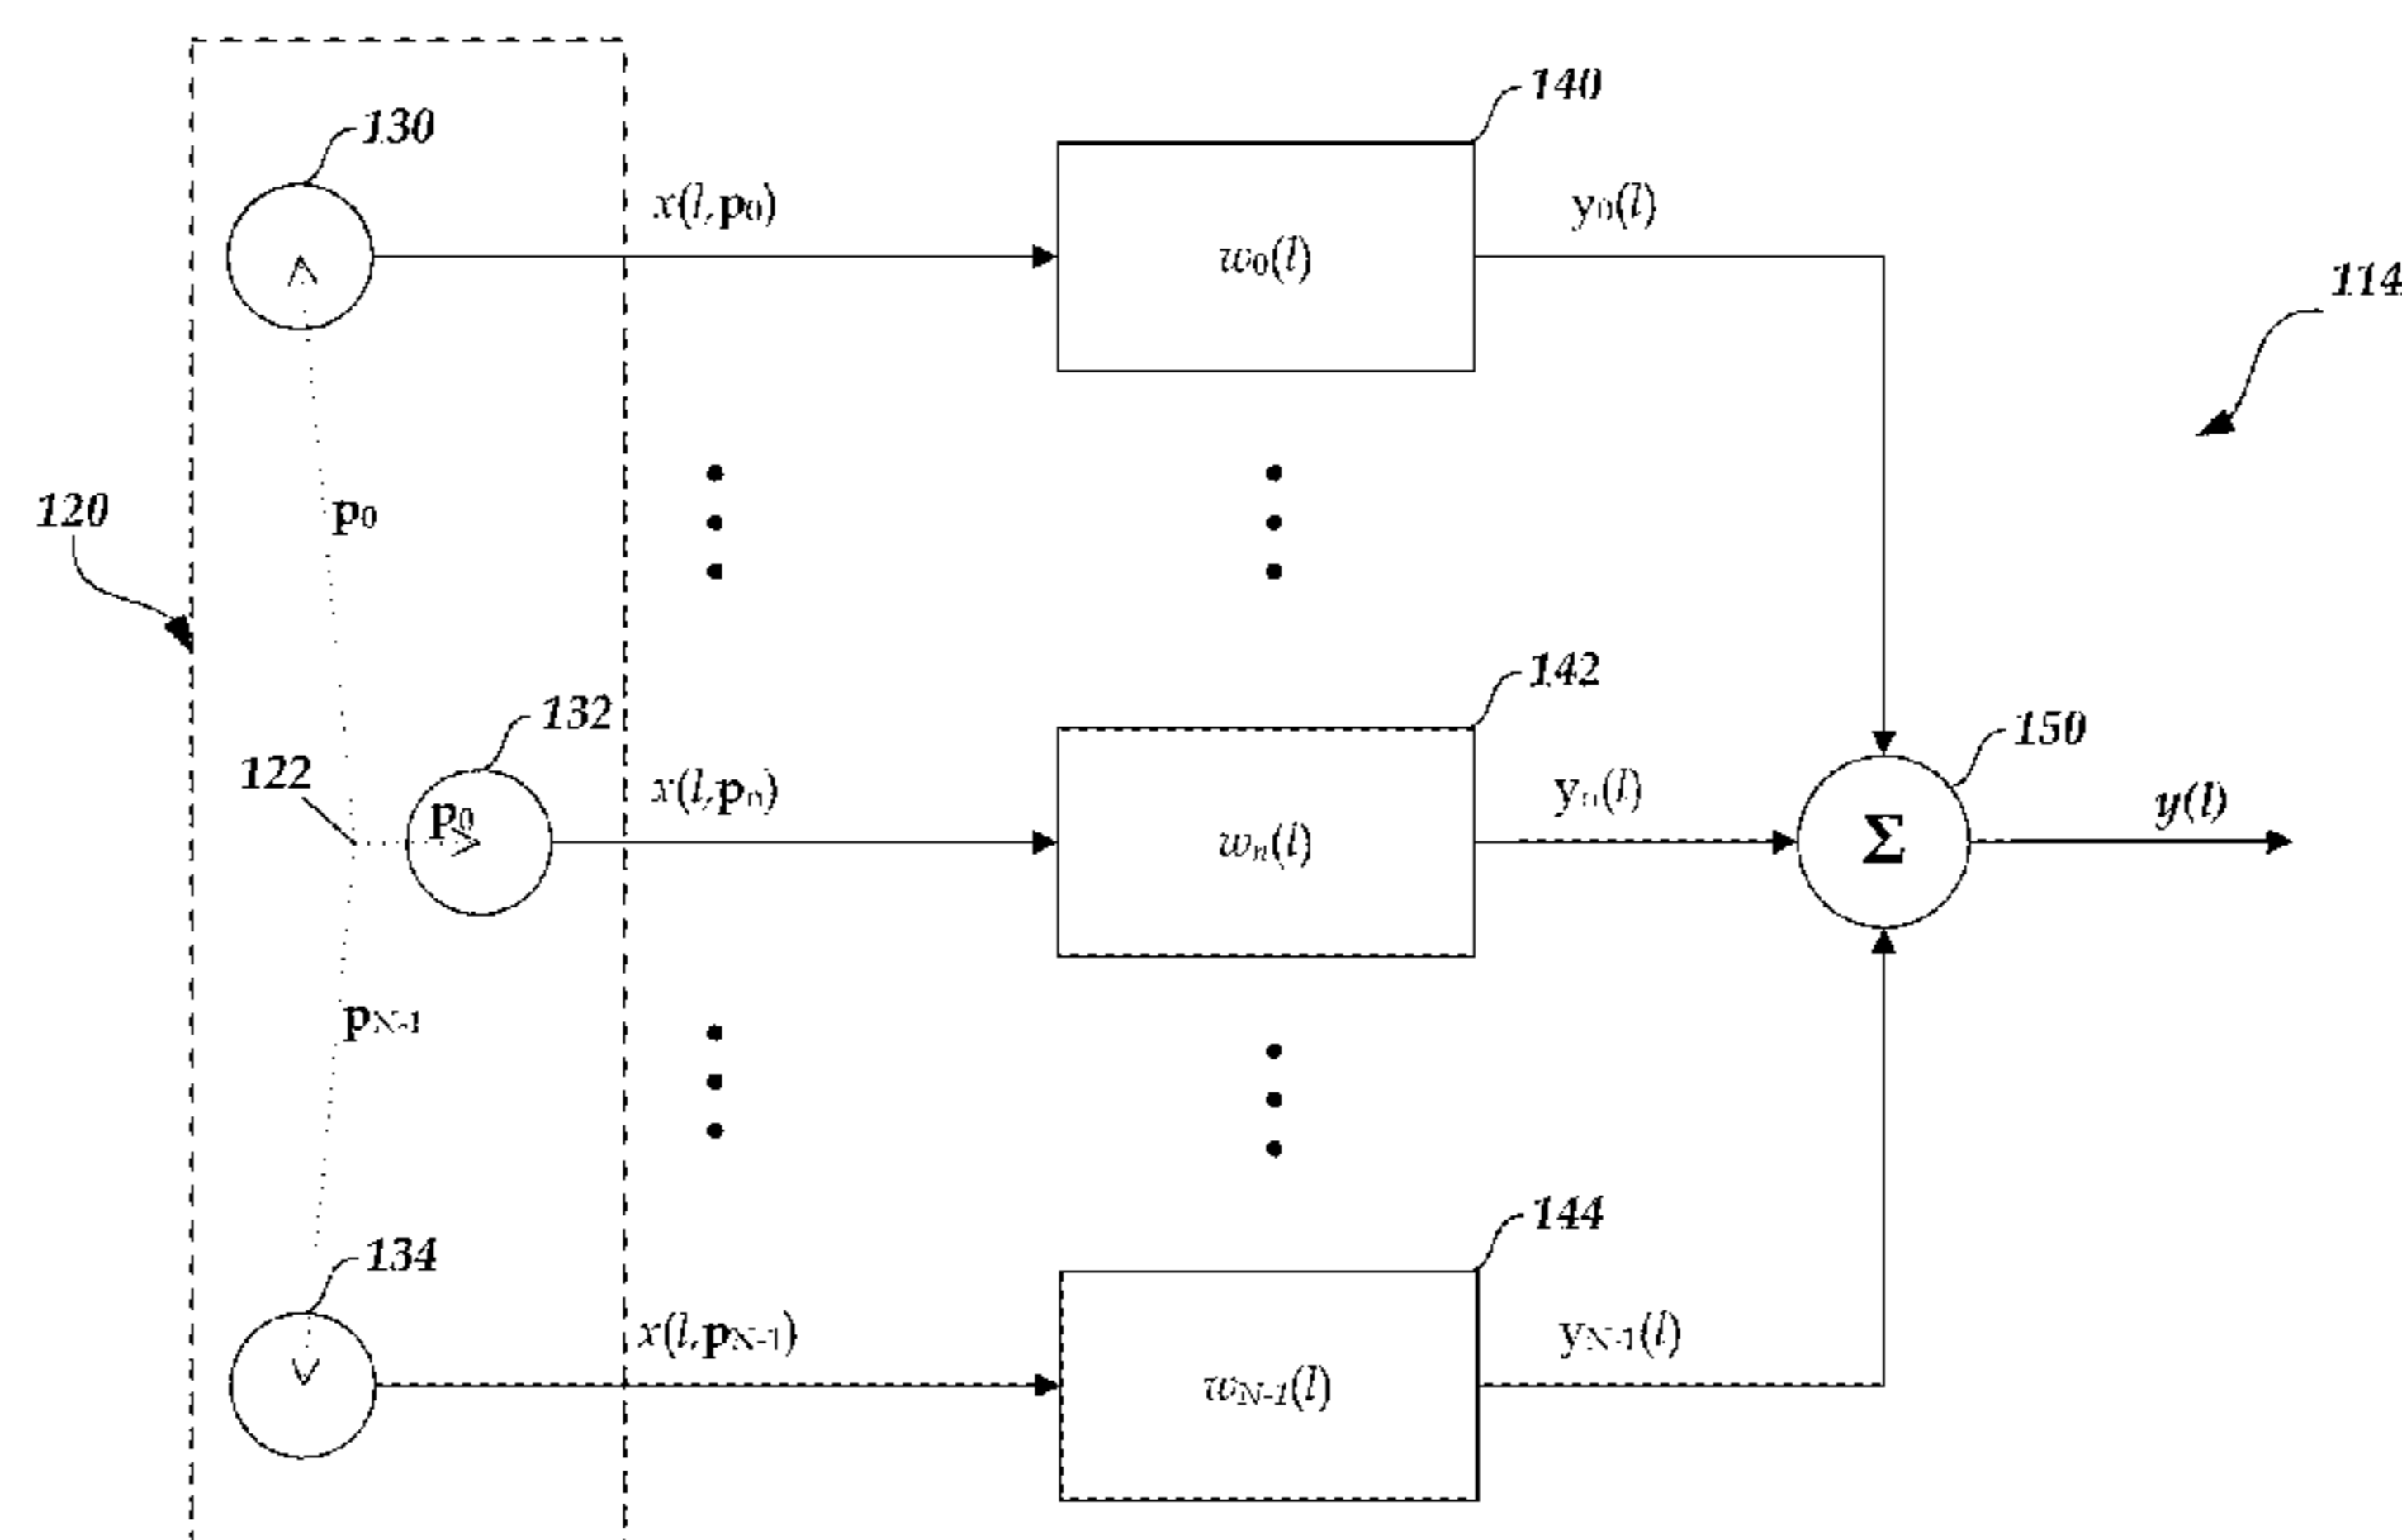 140
130
x(l,p0)
y0(l)
w0(l)
114
120
p0
132
142
150
122
p0
x(l,pn)
yn(l)
y(l)
wn(l)
Σ
pN-1
144
134
x(l,pN-1)
yN-1(l)
wN-1(l)